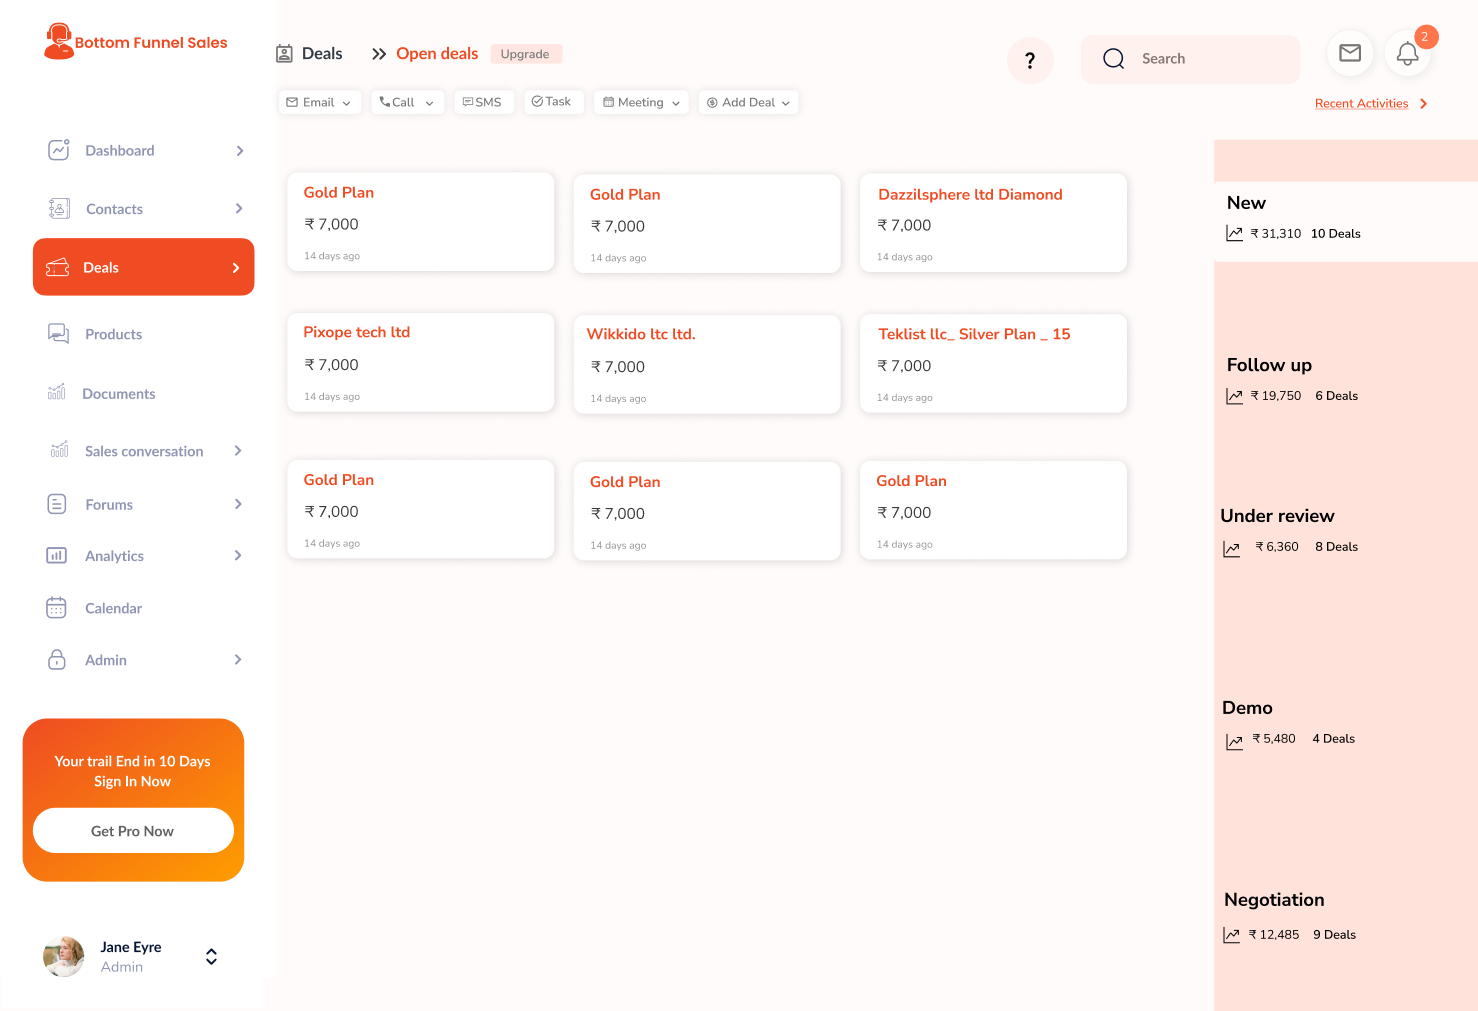 Bottom Funnel Sales
Deals
Open deals
Upgrade
?
Search
2
Email
Call
SMS
Task
Meeting
Add Deal
Recent Activities
Dashboard
Contacts
Deals
Products
Documents
Sales conversation
Forums
Analytics
Calendar
Admin
Your trail End in 10 Days
Sign In Now
Get Pro Now
Jane Eyre
Admin
Gold Plan
₹ 7,000
14 days ago
Gold Plan
₹ 7,000
14 days ago
Dazzilsphere ltd Diamond
₹ 7,000
14 days ago
Pixope tech ltd
₹ 7,000
14 days ago
Wikkido ltc ltd.
₹ 7,000
14 days ago
Teklist llc_ Silver Plan _ 15
₹ 7,000
14 days ago
Gold Plan
₹ 7,000
14 days ago
Gold Plan
₹ 7,000
14 days ago
Gold Plan
₹ 7,000
14 days ago
New
₹ 31,310 10 Deals
Follow up
₹ 19,750 6 Deals
Under review
₹ 6,360 8 Deals
Demo
₹ 5,480 4 Deals
Negotiation
₹ 12,485 9 Deals